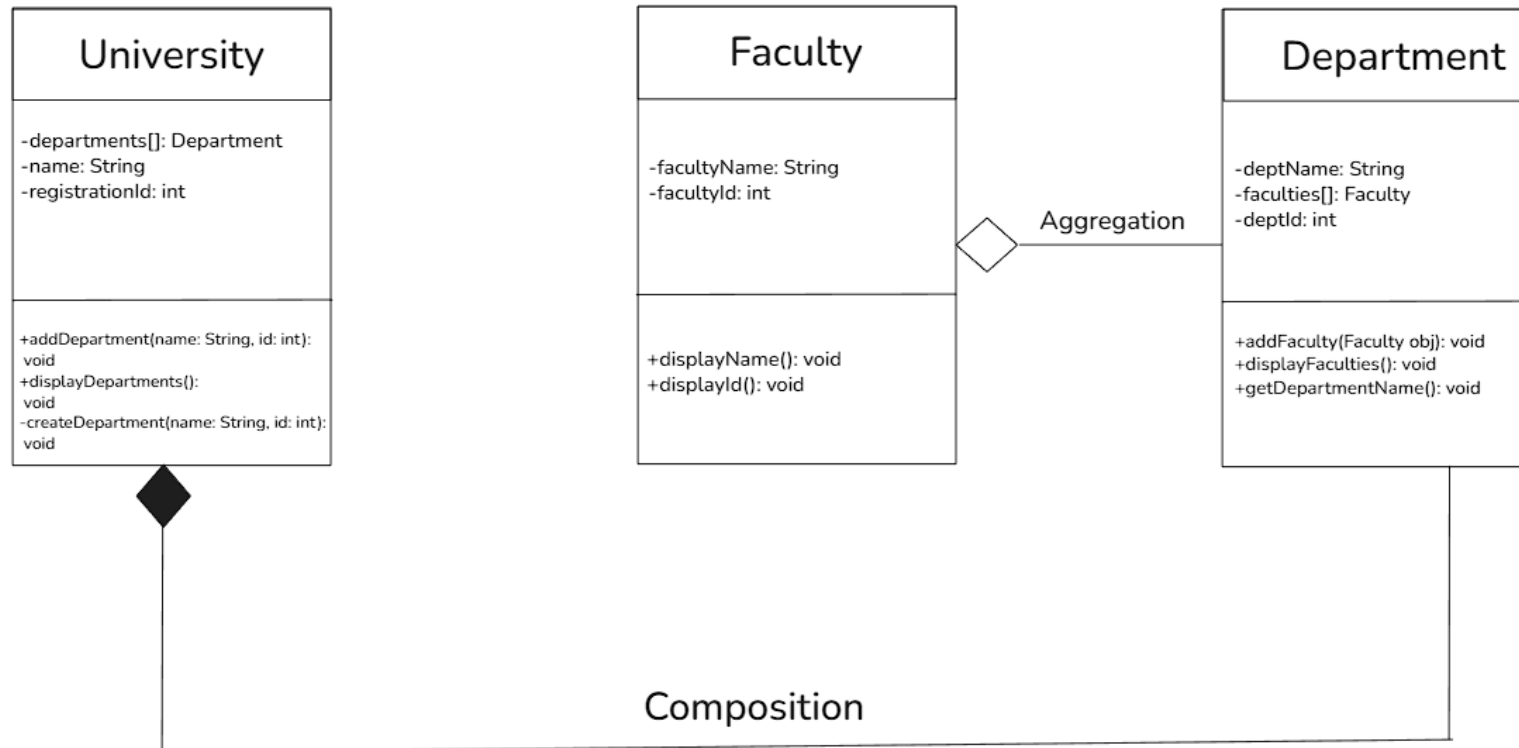 University
-departments[]: Department
-name: String
-registrationId: int
+addDepartment(name: String, id: int):
void
+displayDepartments():
void
-createDepartment(name: String, id: int):
void
Faculty
-facultyName: String
-facultyId: int
+displayName(): void
+displayId(): void
Aggregation
Department
-deptName: String
-faculties[]: Faculty
-deptId: int
+addFaculty(Faculty obj): void
+displayFaculties(): void
+getDepartmentName(): void
Composition